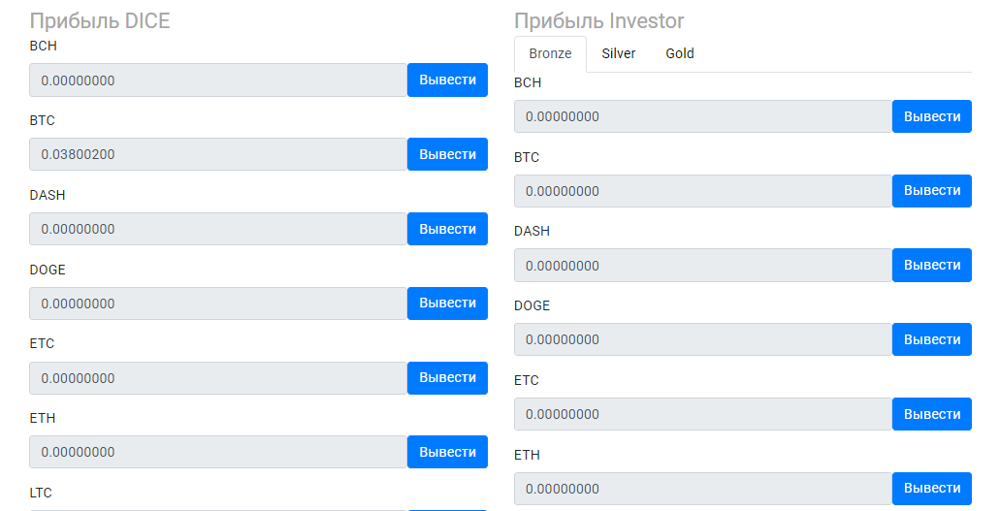 Прибыль DICE
BCH
0.00000000 Вывести
BTC
0.03800200 Вывести
DASH
0.00000000 Вывести
DOGE
0.00000000 Вывести
ETC
0.00000000 Вывести
ETH
0.00000000 Вывести
LTC
Прибыль Investor
Bronze Silver Gold
BCH
0.00000000 Вывести
BTC
0.00000000 Вывести
DASH
0.00000000 Вывести
DOGE
0.00000000 Вывести
ETC
0.00000000 Вывести
ETH
0.00000000 Вывести